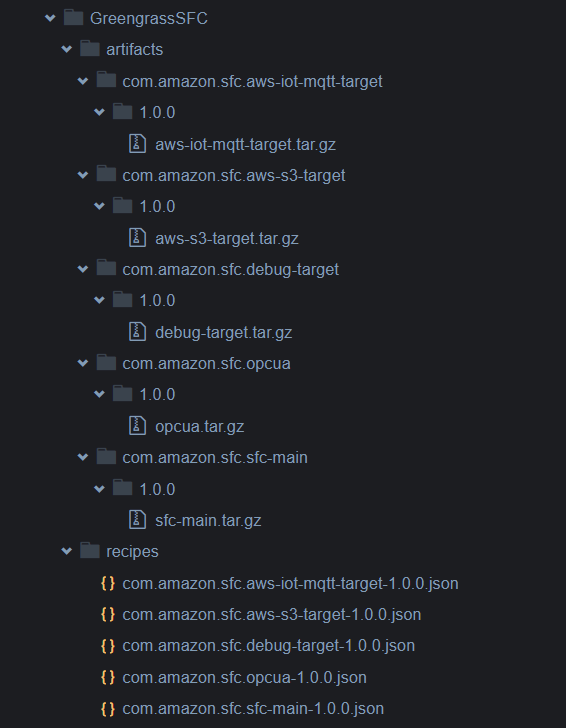 GreengrassSFC
artifacts
com.amazon.sfc.aws-iot-mqtt-target
1.0.0
aws-iot-mqtt-target.tar.gz
com.amazon.sfc.aws-s3-target
1.0.0
aws-s3-target.tar.gz
com.amazon.sfc.debug-target
1.0.0
debug-target.tar.gz
com.amazon.sfc.opcua
1.0.0
opcua.tar.gz
com.amazon.sfc.sfc-main
1.0.0
sfc-main.tar.gz
recipes
{} com.amazon.sfc.aws-iot-mqtt-target-1.0.0.json
{} com.amazon.sfc.aws-s3-target-1.0.0.json
{} com.amazon.sfc.debug-target-1.0.0.json
{} com.amazon.sfc.opcua-1.0.0.json
{} com.amazon.sfc.sfc-main-1.0.0.json